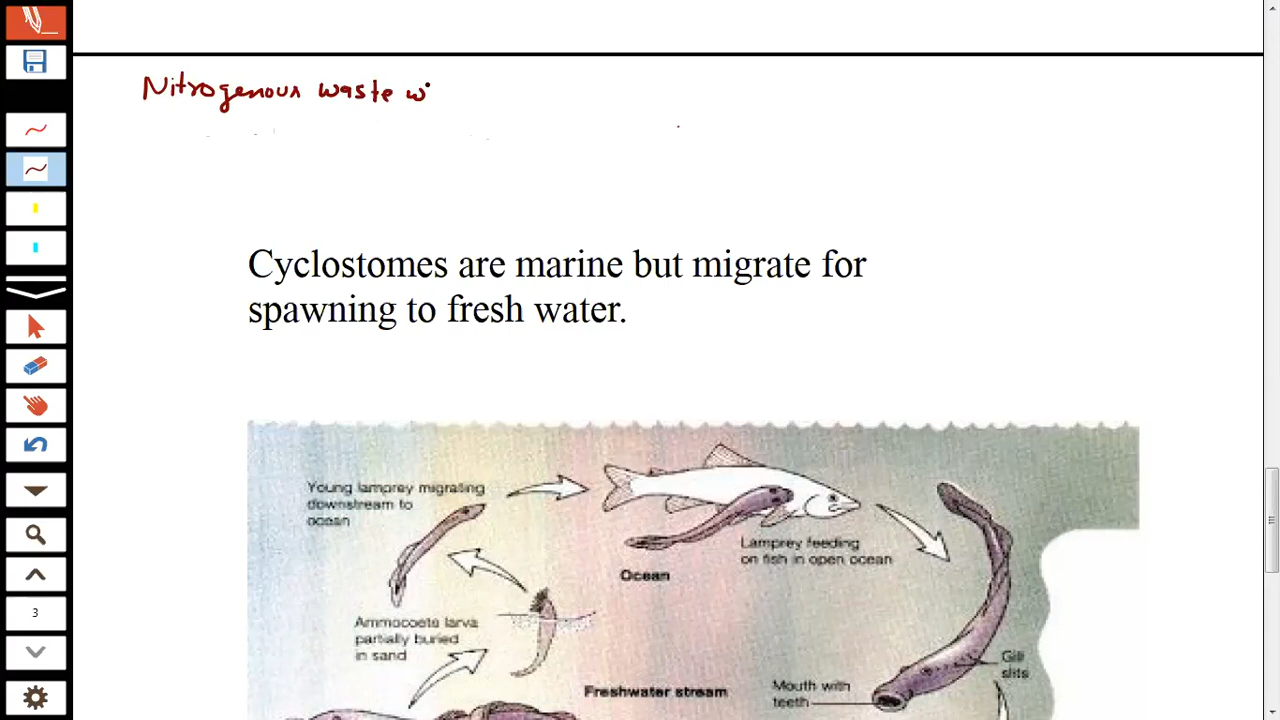 Nitrogenous waste
Cyclostomes are marine but migrate for
spawning to fresh water.
Young lamprey migrating
downstream to
ocean
Lamprey feeding
on fish in open ocean
Ocean
Ammocoete larva
partially buried
in sand
Gill
slits
Freshwater stream
Mouth with
teeth
3